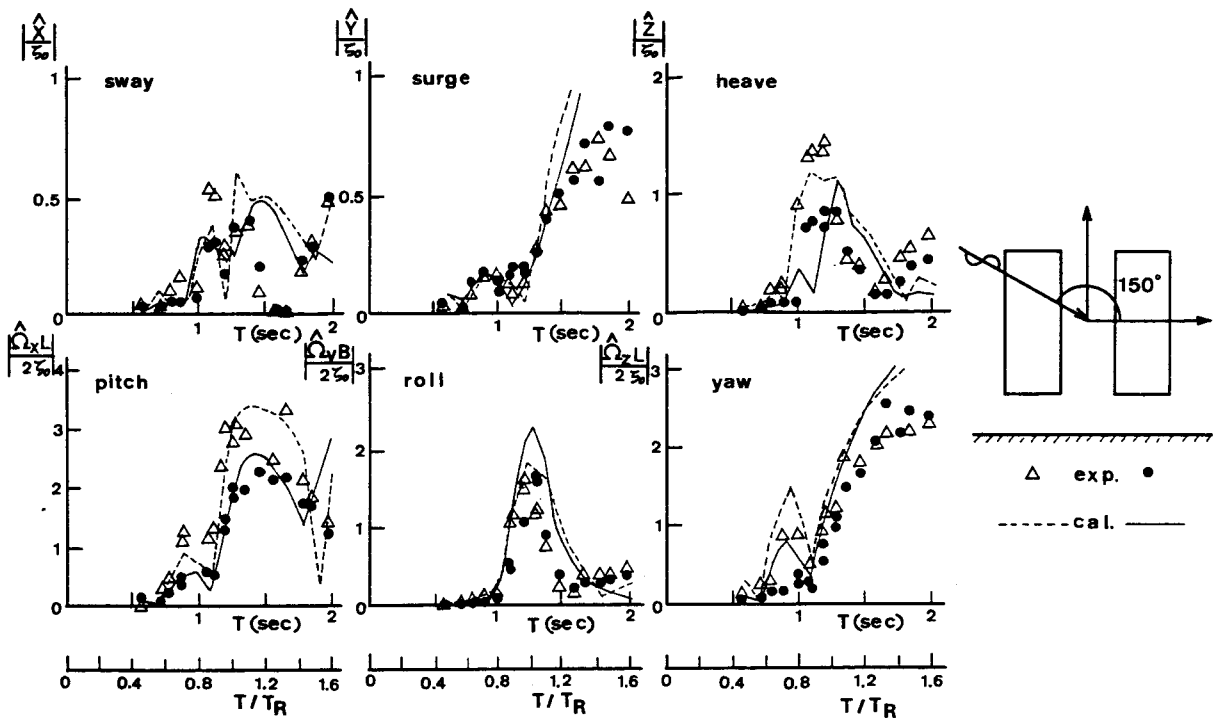 |X̂/ζ₀| |Ŷ/ζ₀| |Ẑ/ζ₀|
1 1 2
sway surge heave
0.5 0.5 1
0 0 0
1 2 1 2 1 2
T (sec) T (sec) T (sec)
150°
|Ω̂xL/2ζ₀| |Ω̂yB/2ζ₀| |Ω̂zL/2ζ₀|
4 3 3
pitch roll yaw
3 2 2
2
1 1 1
0 0 0
1 2 1 2 1 2
T (sec) T (sec) T (sec)
0 0.4 0.8 1.2 1.6 0 0.4 0.8 1.2 1.6 0 0.4 0.8 1.2 1.6
T/TR T/TR T/TR
exp.
cal.